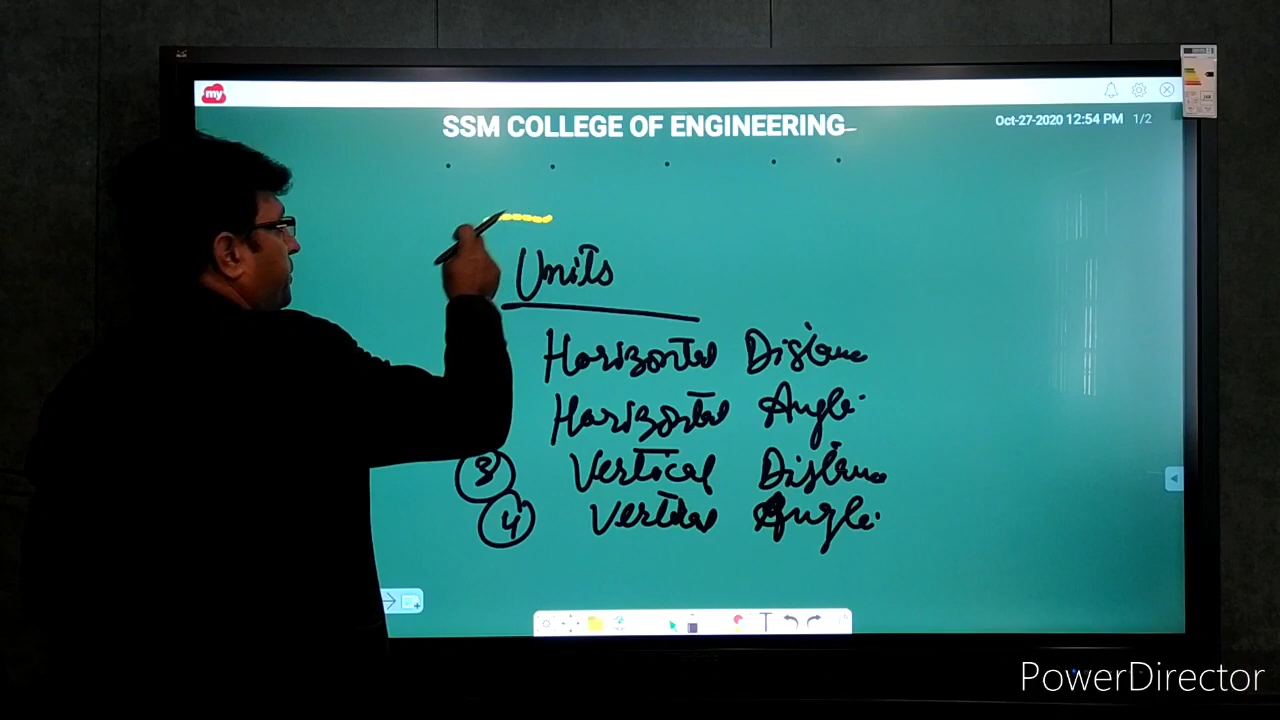 my
SSM COLLEGE OF ENGINEERING
Oct-27-2020 12:54 PM 1/2
Units
Horizontal Distance
Horizontal Angle
3 Vertical Distance
4 Vertical Angle
T
PowerDirector